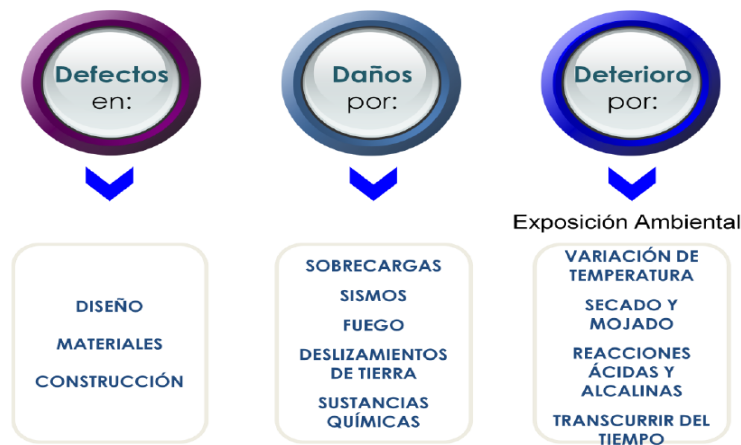 Defectos
en:
DISEÑO
MATERIALES
CONSTRUCCIÓN
Daños
por:
SOBRECARGAS
SISMOS
FUEGO
DESLIZAMIENTOS
DE TIERRA
SUSTANCIAS
QUÍMICAS
Deterioro
por:
Exposición Ambiental
VARIACIÓN DE
TEMPERATURA
SECADO Y
MOJADO
REACCIONES
ÁCIDAS Y
ALCALINAS
TRANSCURRIR DEL
TIEMPO